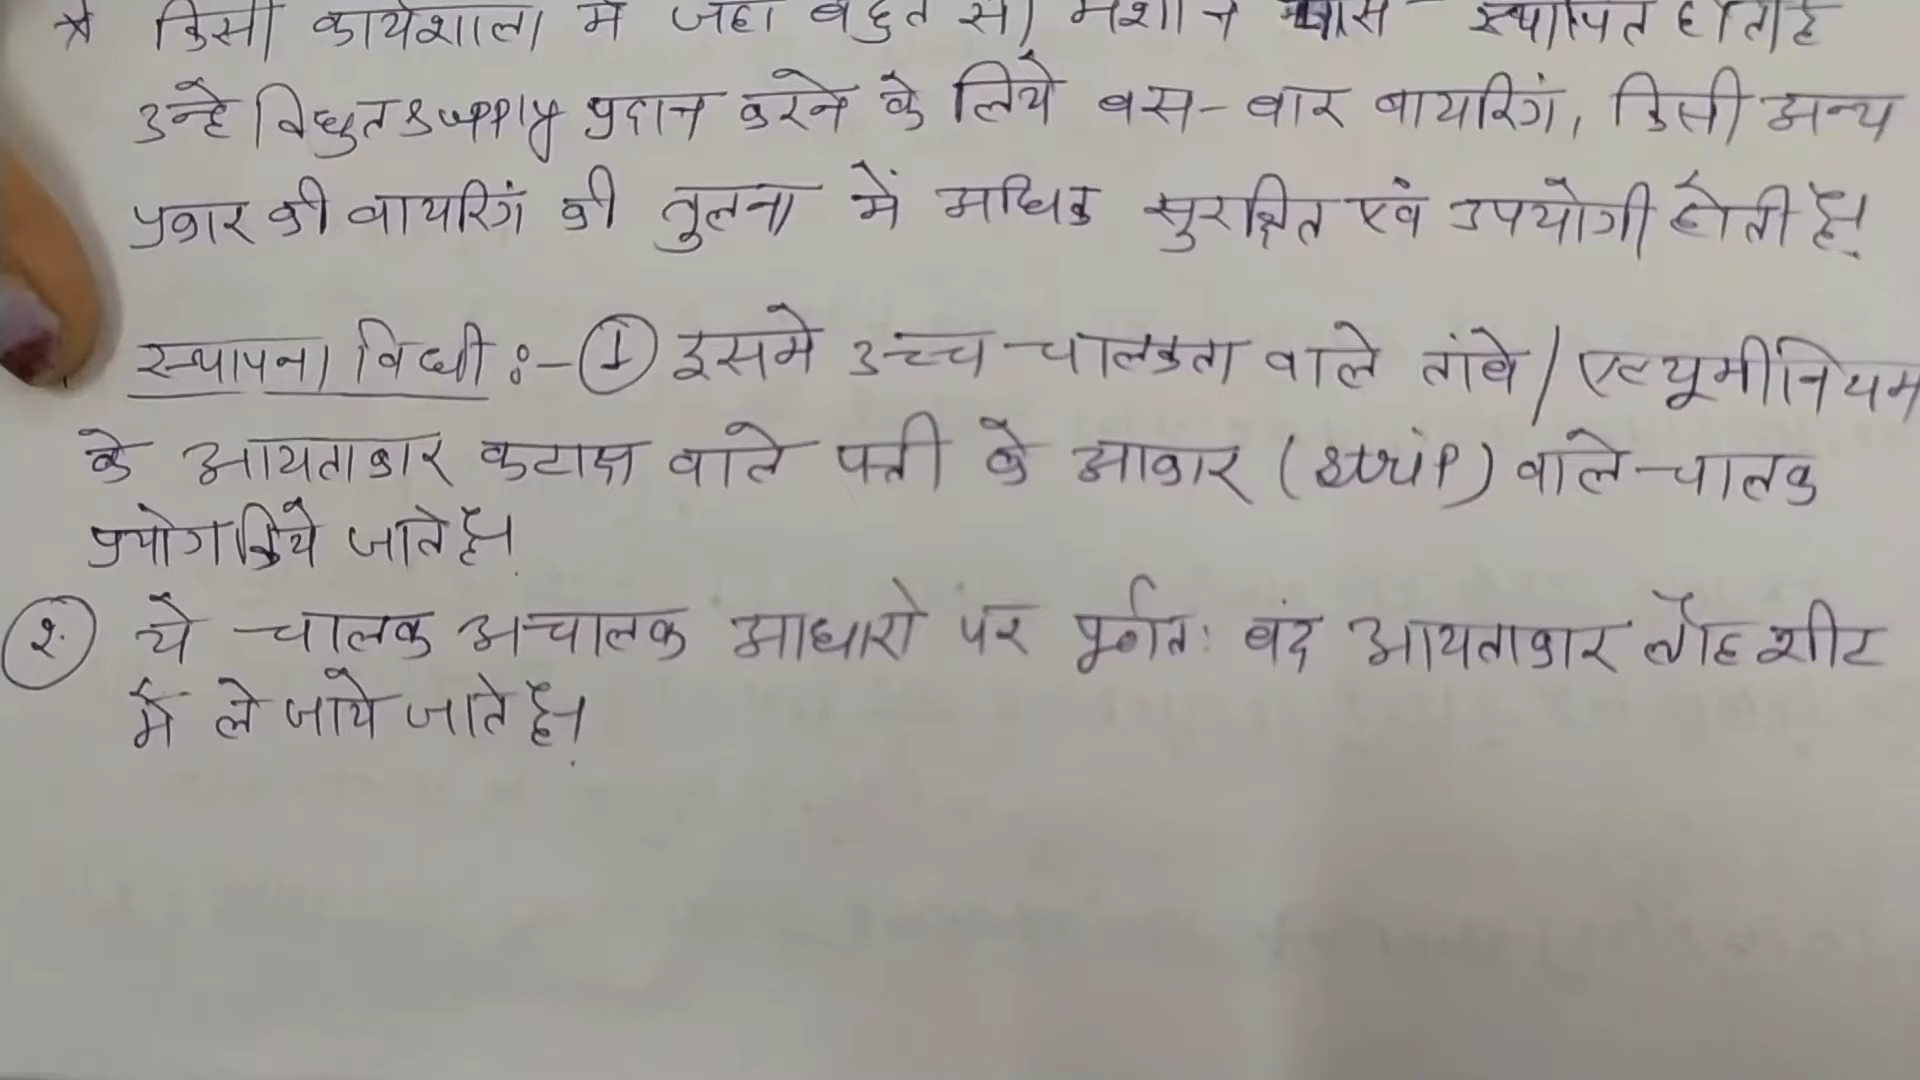 * किसी कार्यशाला में जहां बहुत सी मशीन स्थापित होती है
उन्हे विधुत supply प्रदान करने के लिये बस-बार वायरिंग, किसी अन्य
प्रकार की वायरिंग की तुलना में अधिक सुरक्षित एवं उपयोगी होती है।
स्थापना विधी :- ① इसमे उच्च चालकता वाले तांबे / एल्यूमीनियम
के आयताकार कटाक्ष वाले पत्ती के आकार (strip) वाले चालक
प्रयोग किये जाते है।
२. ये चालक अचालक आधारो पर पूर्णतः बंद आयताकार लौह शीट
में ले जाये जाते है।